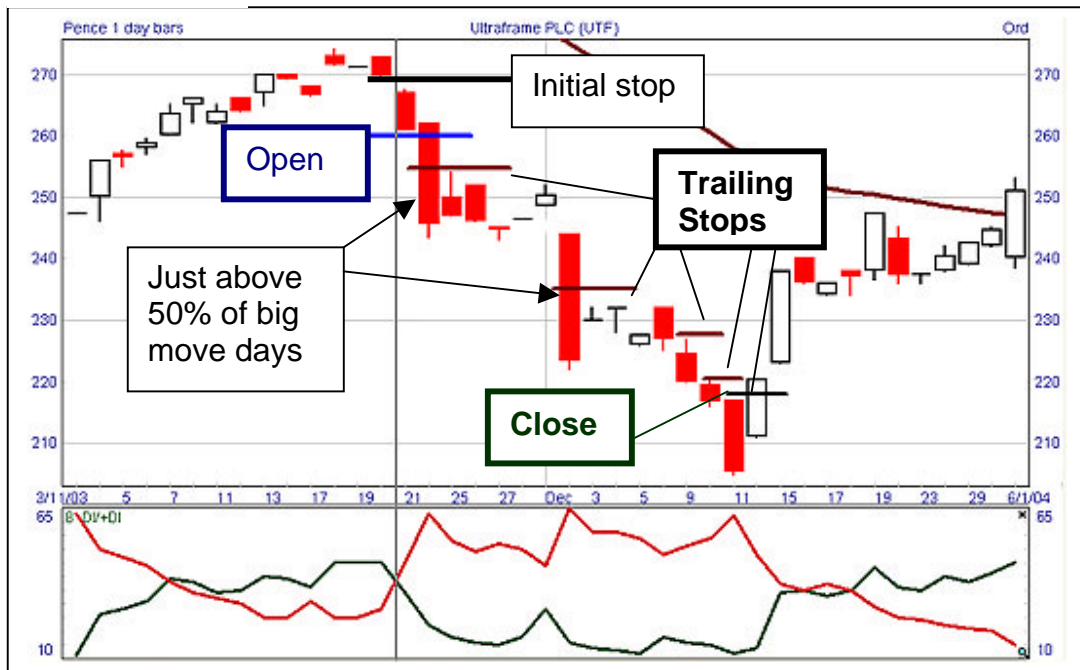 Pence 1 day bars Ultraframe PLC (UTF) Ord
270 270
Initial stop
260 260
Open
250 250
Trailing
Stops
240 240
Just above
50% of big
move days
230 230
220 220
Close
210 210
3/11/03 5 7 11 13 17 19 21 25 27 Dec 3 5 9 11 15 17 19 23 29 6/1/04
65 65
DI/+DI
10 10